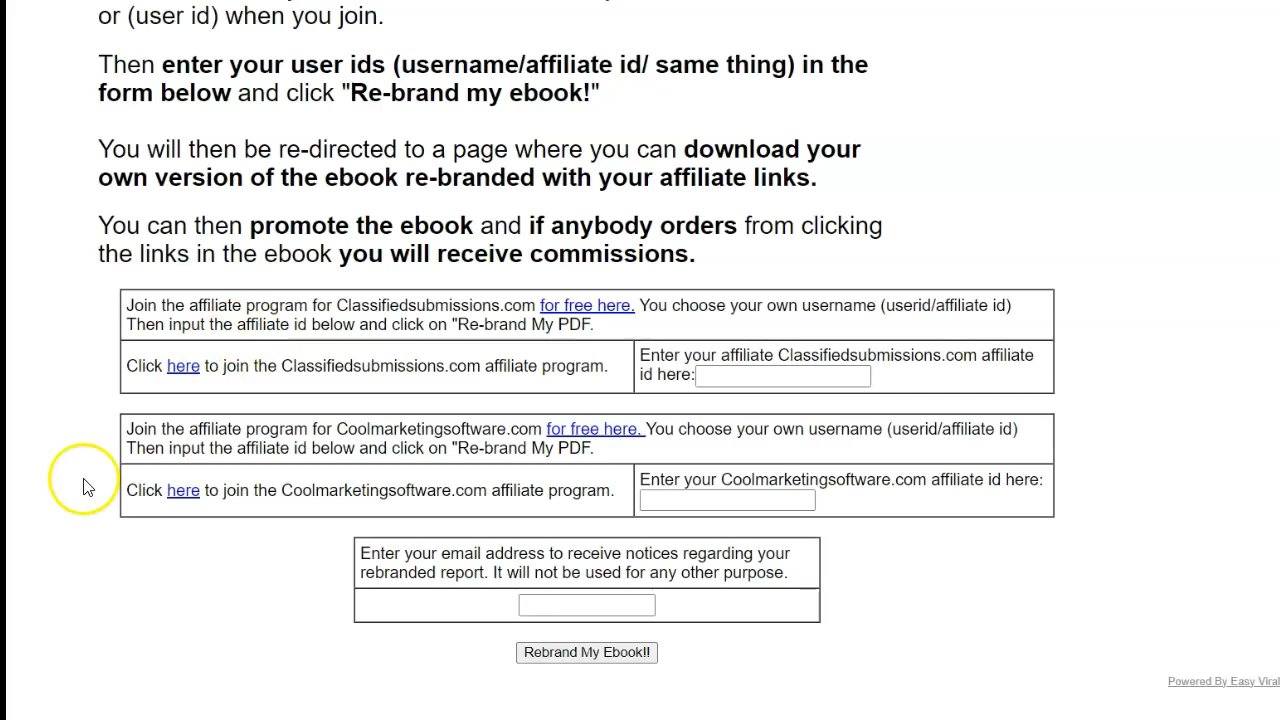 or (user id) when you join.
Then enter your user ids (username/affiliate id/ same thing) in the
form below and click "Re-brand my ebook!"
You will then be re-directed to a page where you can download your
own version of the ebook re-branded with your affiliate links.
You can then promote the ebook and if anybody orders from clicking
the links in the ebook you will receive commissions.
Join the affiliate program for Classifiedsubmissions.com for free here. You choose your own username (userid/affiliate id)
Then input the affiliate id below and click on "Re-brand My PDF.
Click here to join the Classifiedsubmissions.com affiliate program.
Enter your affiliate Classifiedsubmissions.com affiliate
id here:
Join the affiliate program for Coolmarketingsoftware.com for free here. You choose your own username (userid/affiliate id)
Then input the affiliate id below and click on "Re-brand My PDF.
Click here to join the Coolmarketingsoftware.com affiliate program.
Enter your Coolmarketingsoftware.com affiliate id here:
Enter your email address to receive notices regarding your
rebranded report. It will not be used for any other purpose.
Rebrand My Ebook!!
Powered By Easy Viral